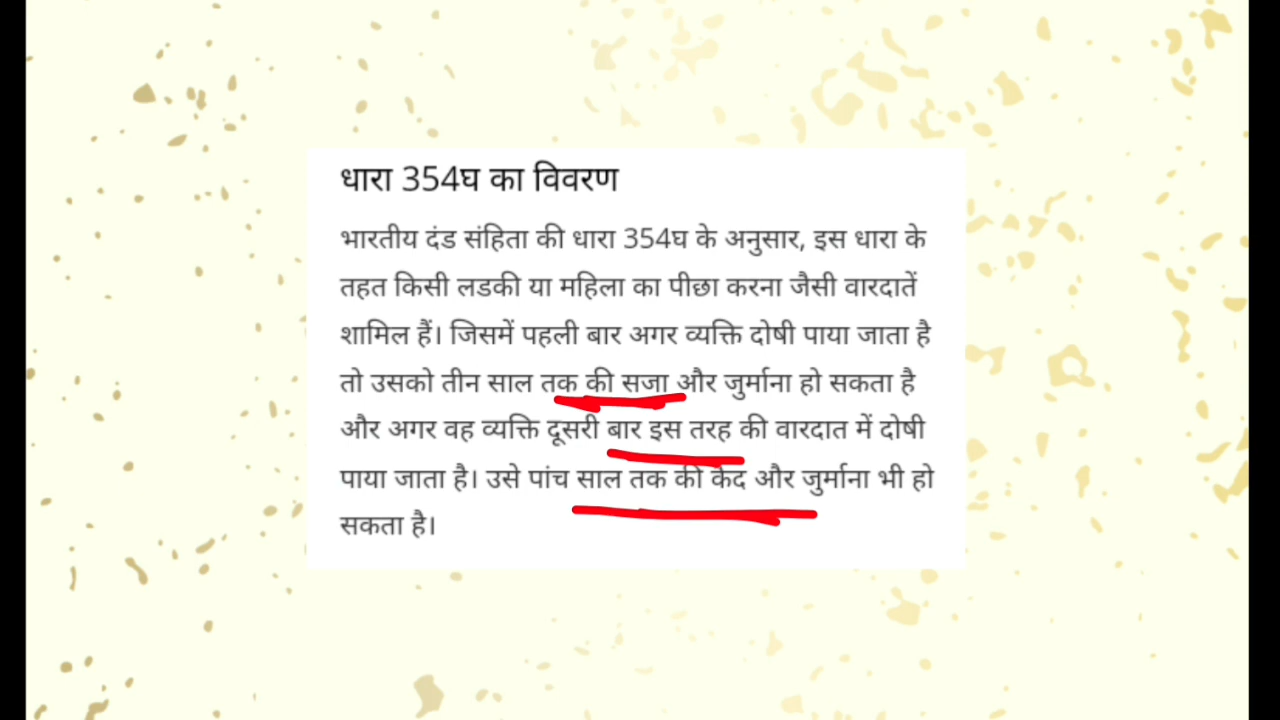 धारा 354घ का विवरण
भारतीय दंड संहिता की धारा 354घ के अनुसार, इस धारा के
तहत किसी लडकी या महिला का पीछा करना जैसी वारदातें
शामिल हैं। जिसमें पहली बार अगर व्यक्ति दोषी पाया जाता है
तो उसको तीन साल तक की सजा और जुर्माना हो सकता है
और अगर वह व्यक्ति दूसरी बार इस तरह की वारदात में दोषी
पाया जाता है। उसे पांच साल तक की कैद और जुर्माना भी हो
सकता है।